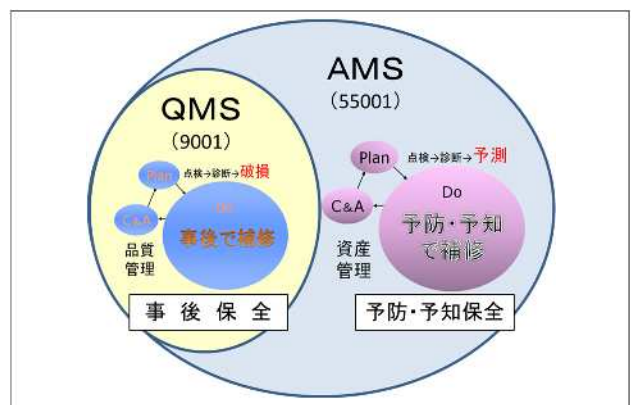 AMS
(55001)
QMS
(9001)
Plan
点検→診断→破損
Do
事後で補修
C&A
品質
管理
事後保全
Plan
点検→診断→予測
Do
予防・予知
で補修
C&A
資産
管理
予防・予知保全